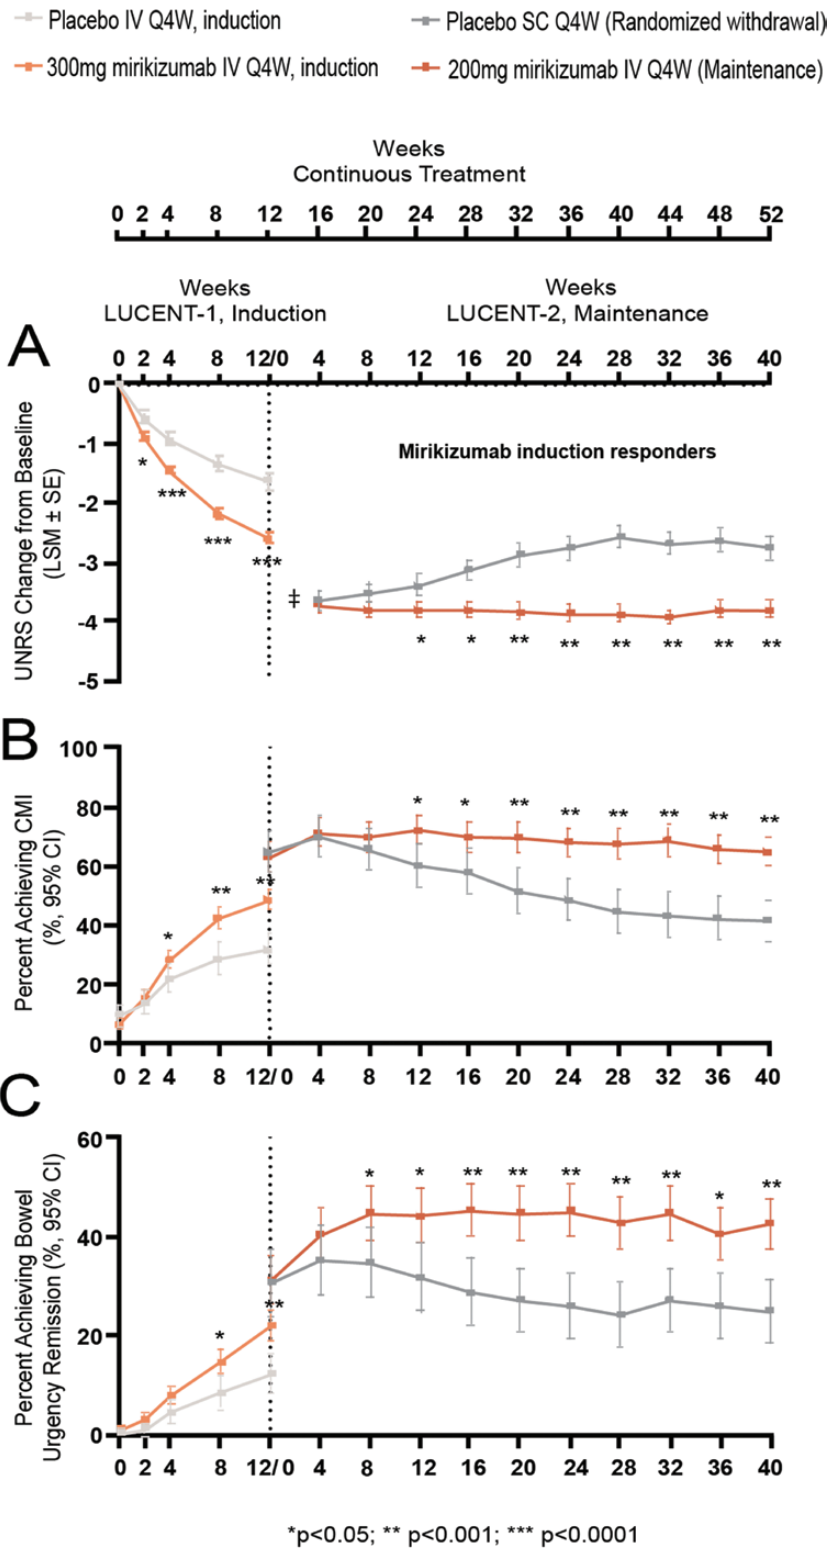 Placebo IV Q4W, induction
Placebo SC Q4W (Randomized withdrawal)
300mg mirikizumab IV Q4W, induction
200mg mirikizumab IV Q4W (Maintenance)
Weeks
Continuous Treatment
0 2 4 8 12 16 20 24 28 32 36 40 44 48 52
Weeks
LUCENT-1, Induction
Weeks
LUCENT-2, Maintenance
A
0 2 4 8 12/0 4 8 12 16 20 24 28 32 36 40
UNRS Change from Baseline
(LSM ± SE)
0
-1
-2
-3
-4
-5
Mirikizumab induction responders
* *** *** ***
‡
* * ** ** ** ** ** **
B
Percent Achieving CMI
(%, 95% CI)
100
80
60
40
20
0
* ** **
* * ** ** ** ** ** **
0 2 4 8 12/0 4 8 12 16 20 24 28 32 36 40
C
Percent Achieving Bowel
Urgency Remission (%, 95% CI)
60
40
20
0
* **
* * ** ** ** ** ** * **
0 2 4 8 12/0 4 8 12 16 20 24 28 32 36 40
*p<0.05; ** p<0.001; *** p<0.0001